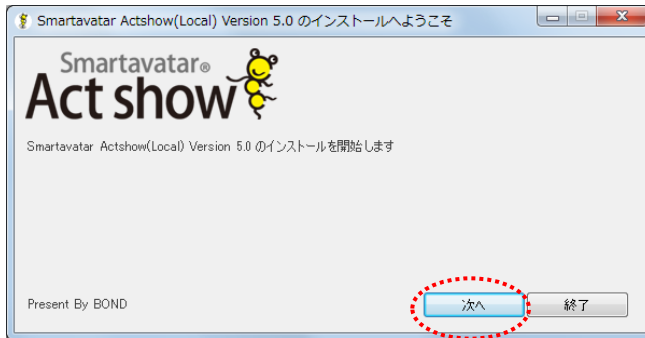 Smartavatar Actshow(Local) Version 5.0 のインストールへようこそ
Smartavatar®
Act show
Smartavatar Actshow(Local) Version 5.0 のインストールを開始します
Present By BOND
次へ
終了